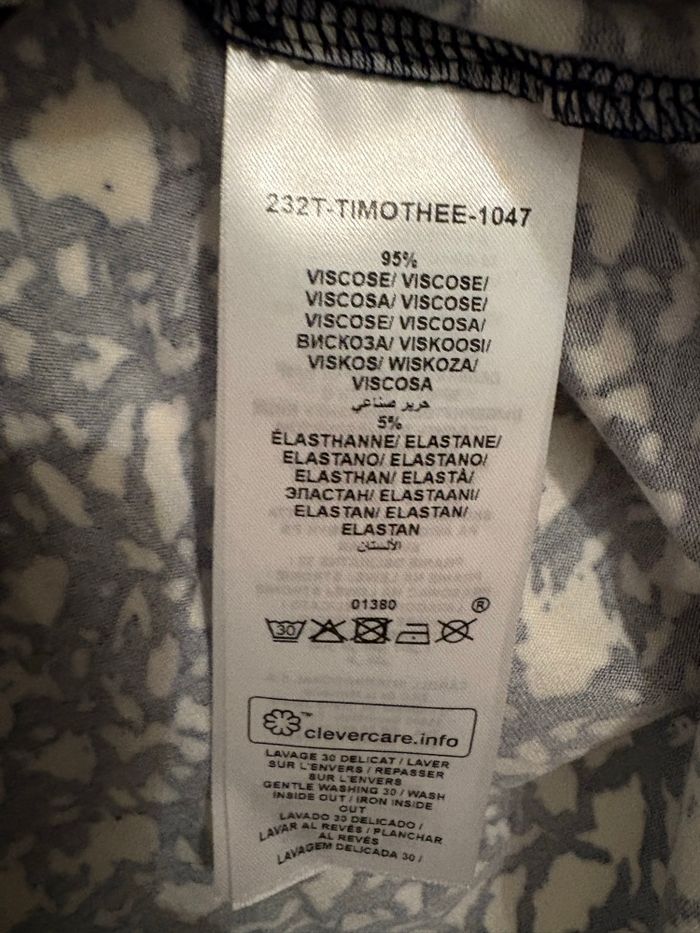 232T-TIMOTHEE-1047
95%
VISCOSE/ VISCOSE/
VISCOSA/ VISCOSE/
VISCOSE/ VISCOSA/
ВИСКОЗА/ VISKOOSI/
VISKOS/ WISKOZA/
VISCOSA
حرير صناعي
5%
ÉLASTHANNE/ ELASTANE/
ELASTANO/ ELASTANO/
ELASTHAN/ ELASTÀ/
ЭЛАСТАН/ ELASTAANI/
ELASTAN/ ELASTAN/
ELASTAN
الألستان
01380 ®
30
clevercare.info ™
LAVAGE 30 DELICAT / LAVER
SUR L'ENVERS / REPASSER
SUR L'ENVERS
GENTLE WASHING 30 / WASH
INSIDE OUT / IRON INSIDE
OUT
LAVADO 30 DELICADO /
LAVAR AL REVÉS / PLANCHAR
AL REVÉS
LAVAGEM DELICADA 30 /